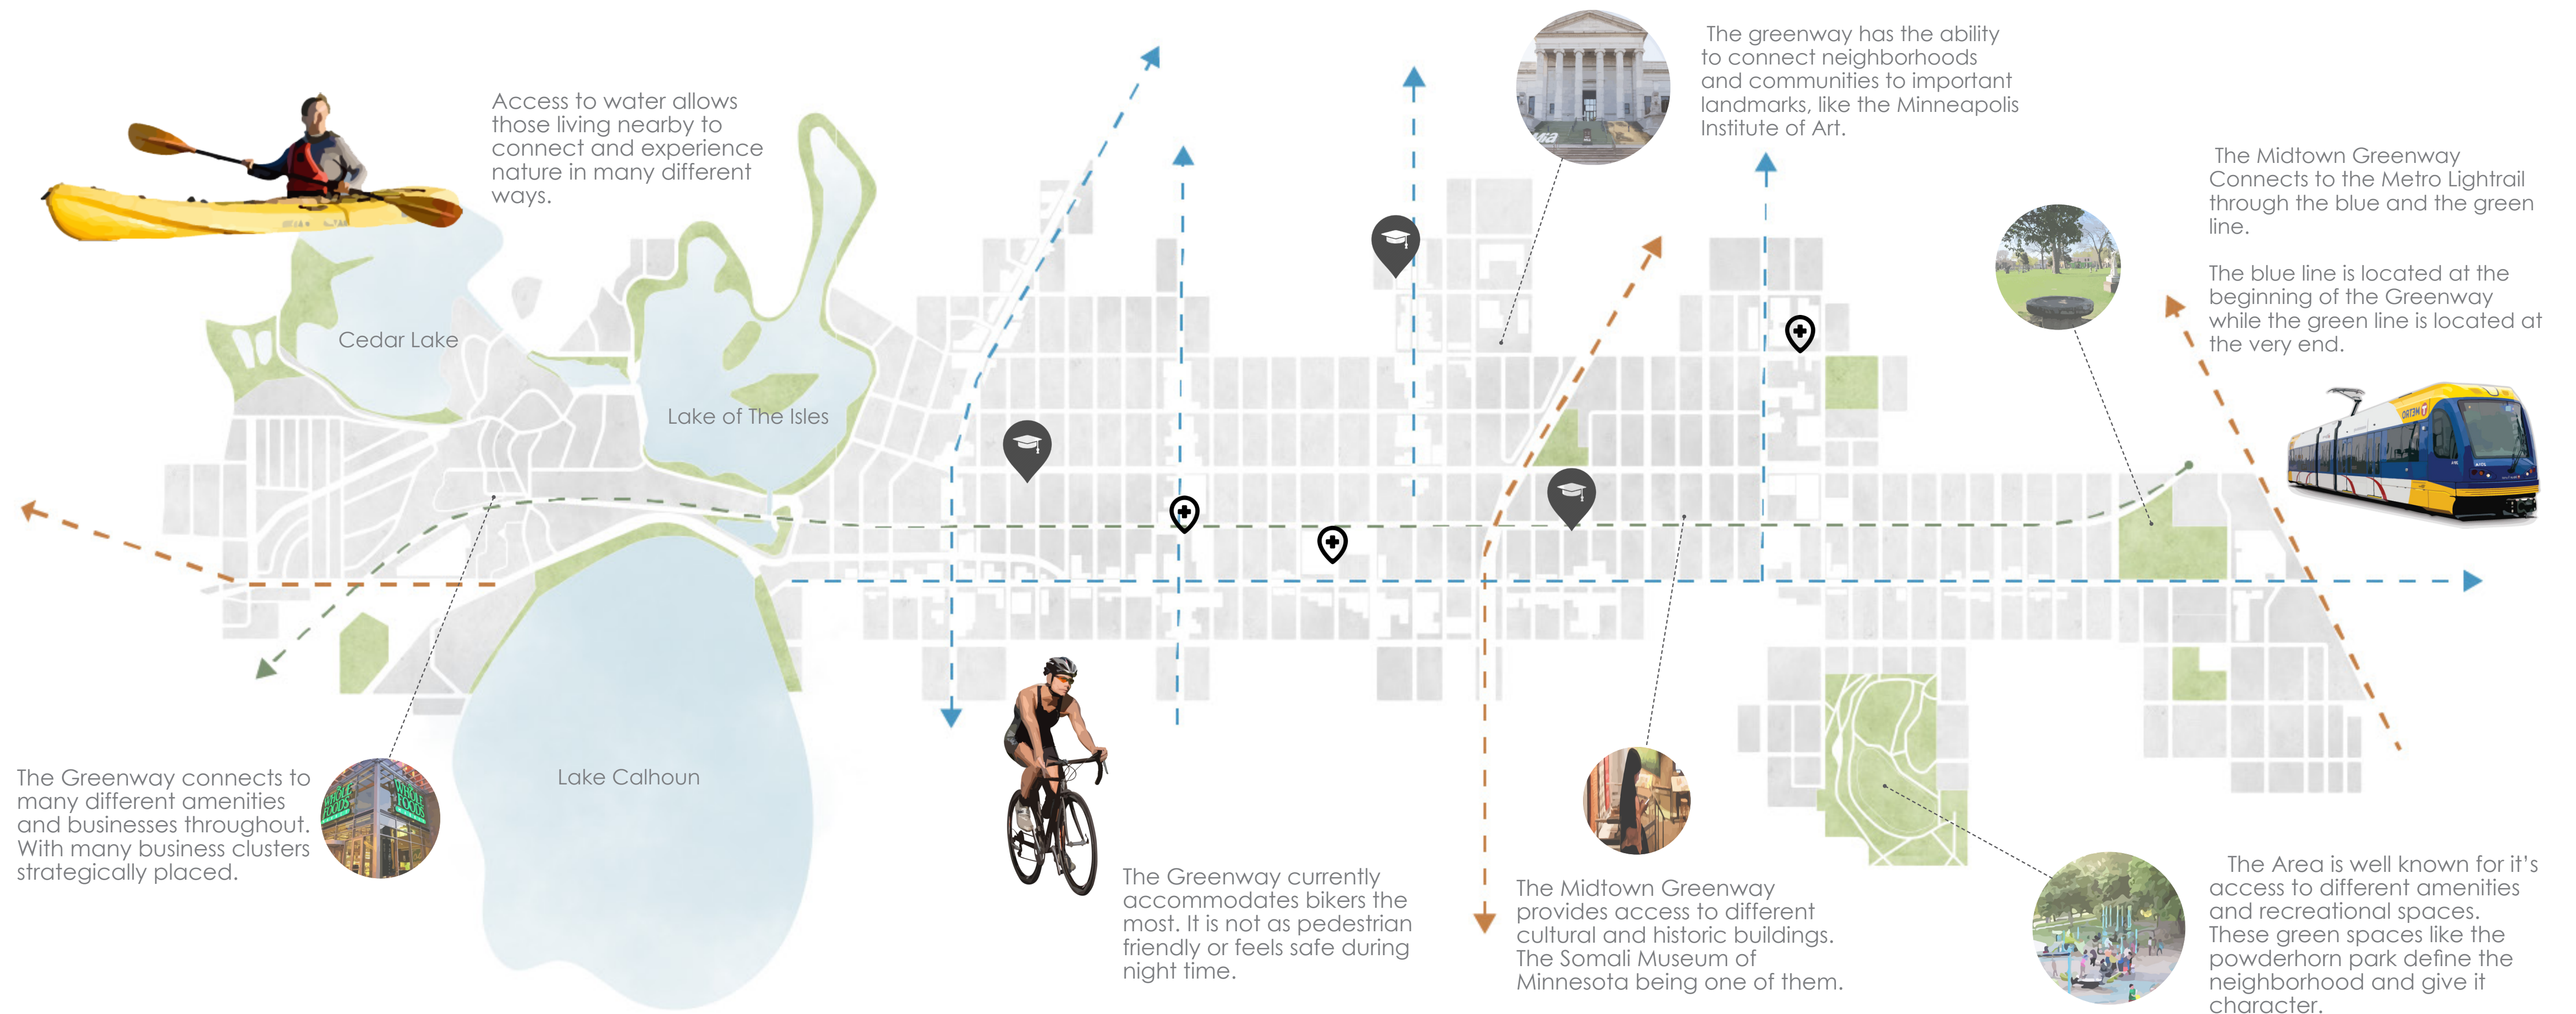 Access to water allows
those living nearby to
connect and experience
nature in many different
ways.
The greenway has the ability
to connect neighborhoods
and communities to important
landmarks, like the Minneapolis
Institute of Art.
The Midtown Greenway
Connects to the Metro Lightrail
through the blue and the green
line.
The blue line is located at the
beginning of the Greenway
while the green line is located at
the very end.
Mia
METRO
Cedar Lake
Lake of The Isles
Lake Calhoun
The Greenway connects to
many different amenities
and businesses throughout.
With many business clusters
strategically placed.
WHOLE
FOODS
WHOLE
FOODS
The Greenway currently
accommodates bikers the
most. It is not as pedestrian
friendly or feels safe during
night time.
The Midtown Greenway
provides access to different
cultural and historic buildings.
The Somali Museum of
Minnesota being one of them.
The Area is well known for it's
access to different amenities
and recreational spaces.
These green spaces like the
powderhorn park define the
neighborhood and give it
character.